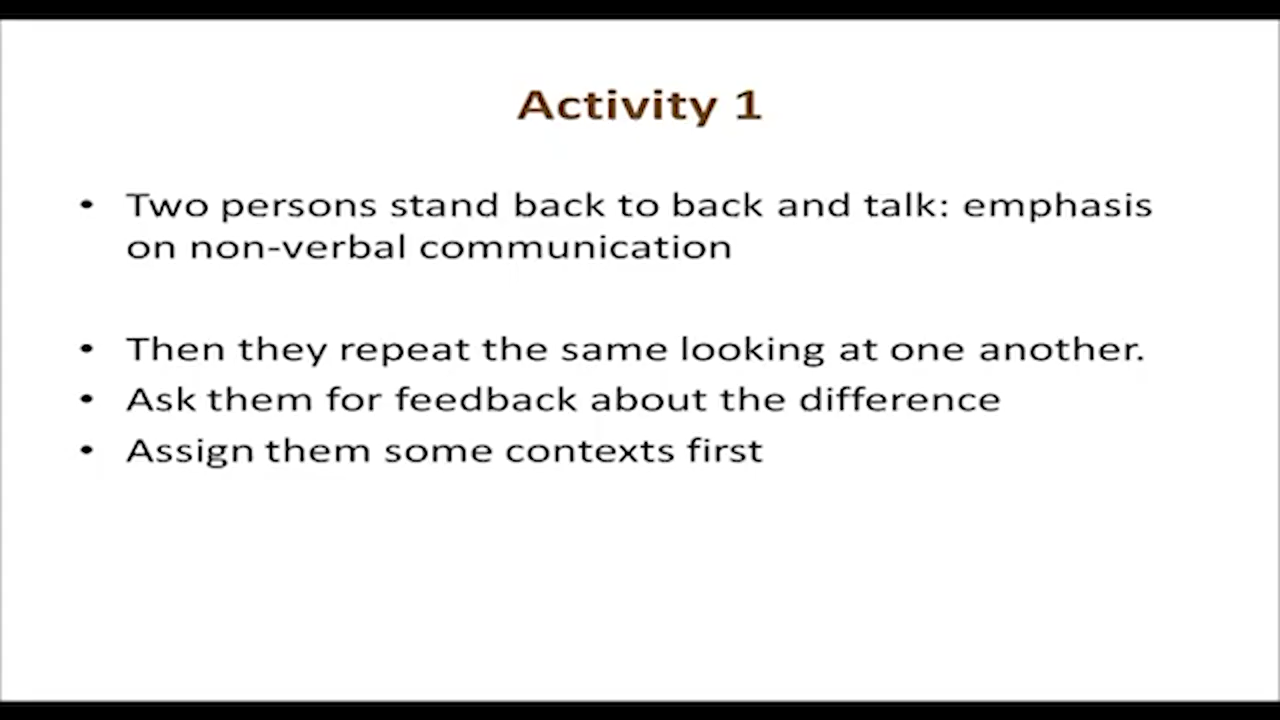 Activity 1
• Two persons stand back to back and talk: emphasis
on non-verbal communication
• Then they repeat the same looking at one another.
• Ask them for feedback about the difference
• Assign them some contexts first